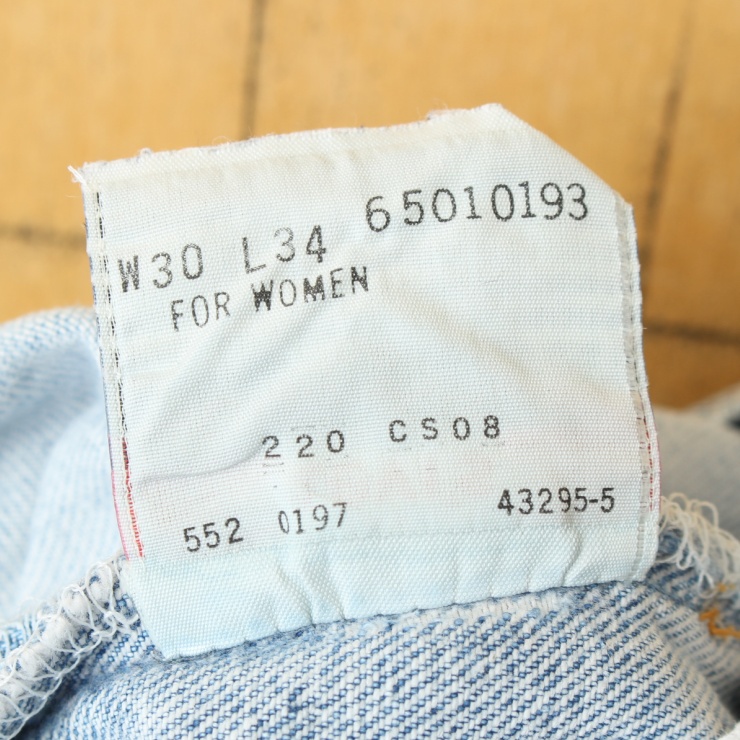 65010193
W30 L34
FOR WOMEN
220 CS08
552 0197 43295-5